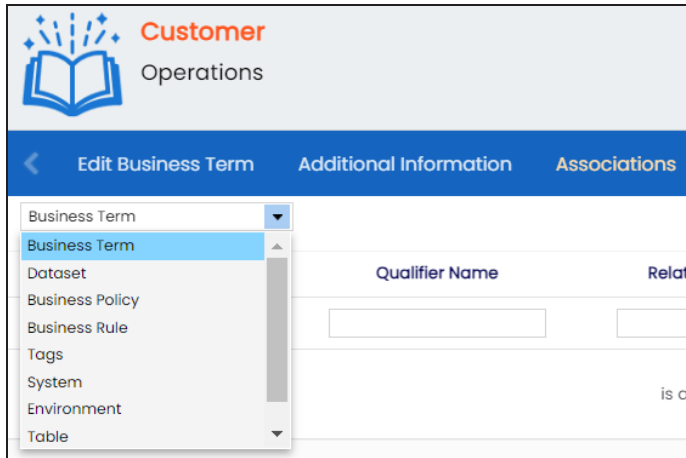 Customer
Operations
Edit Business Term Additional Information Associations
Business Term
Business Term
Dataset
Qualifier Name
Business Policy
Business Rule
Tags
System
is
Environment
Table